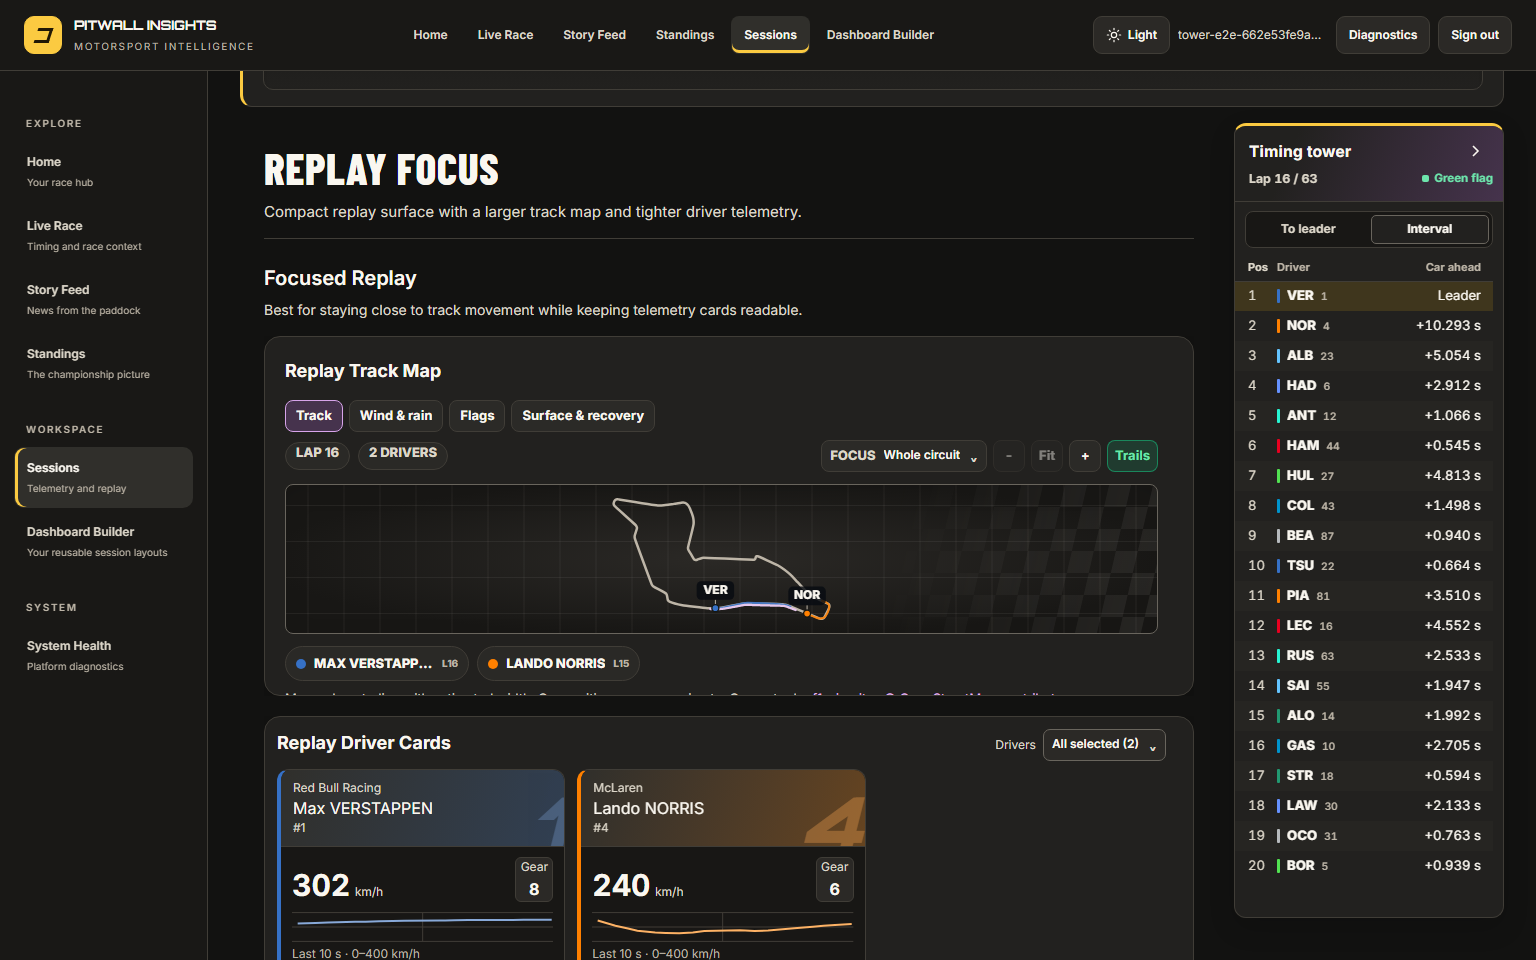 PITWALL INSIGHTS
MOTORSPORT INTELLIGENCE
Home
Live Race
Story Feed
Standings
Sessions
Dashboard Builder
Light
tower-e2e-662e53fe9a...
Diagnostics
Sign out
EXPLORE
Home
Your race hub
Live Race
Timing and race context
Story Feed
News from the paddock
Standings
The championship picture
WORKSPACE
Sessions
Telemetry and replay
Dashboard Builder
Your reusable session layouts
SYSTEM
System Health
Platform diagnostics
REPLAY FOCUS
Compact replay surface with a larger track map and tighter driver telemetry.
Focused Replay
Best for staying close to track movement while keeping telemetry cards readable.
Replay Track Map
Track
Wind & rain
Flags
Surface & recovery
LAP 16
2 DRIVERS
FOCUS Whole circuit
−
Fit
+
Trails
VER
NOR
MAX VERSTAPP... L16
LANDO NORRIS L15
Replay Driver Cards
Drivers
All selected (2)
Red Bull Racing
Max VERSTAPPEN
#1
1
302 km/h
Gear
8
Last 10 s · 0–400 km/h
McLaren
Lando NORRIS
#4
4
240 km/h
Gear
6
Last 10 s · 0–400 km/h
Timing tower
Lap 16 / 63
Green flag
To leader
Interval
Pos Driver Car ahead
1 VER 1 Leader
2 NOR 4 +10.293 s
3 ALB 23 +5.054 s
4 HAD 6 +2.912 s
5 ANT 12 +1.066 s
6 HAM 44 +0.545 s
7 HUL 27 +4.813 s
8 COL 43 +1.498 s
9 BEA 87 +0.940 s
10 TSU 22 +0.664 s
11 PIA 81 +3.510 s
12 LEC 16 +4.552 s
13 RUS 63 +2.533 s
14 SAI 55 +1.947 s
15 ALO 14 +1.992 s
16 GAS 10 +2.705 s
17 STR 18 +0.594 s
18 LAW 30 +2.133 s
19 OCO 31 +0.763 s
20 BOR 5 +0.939 s